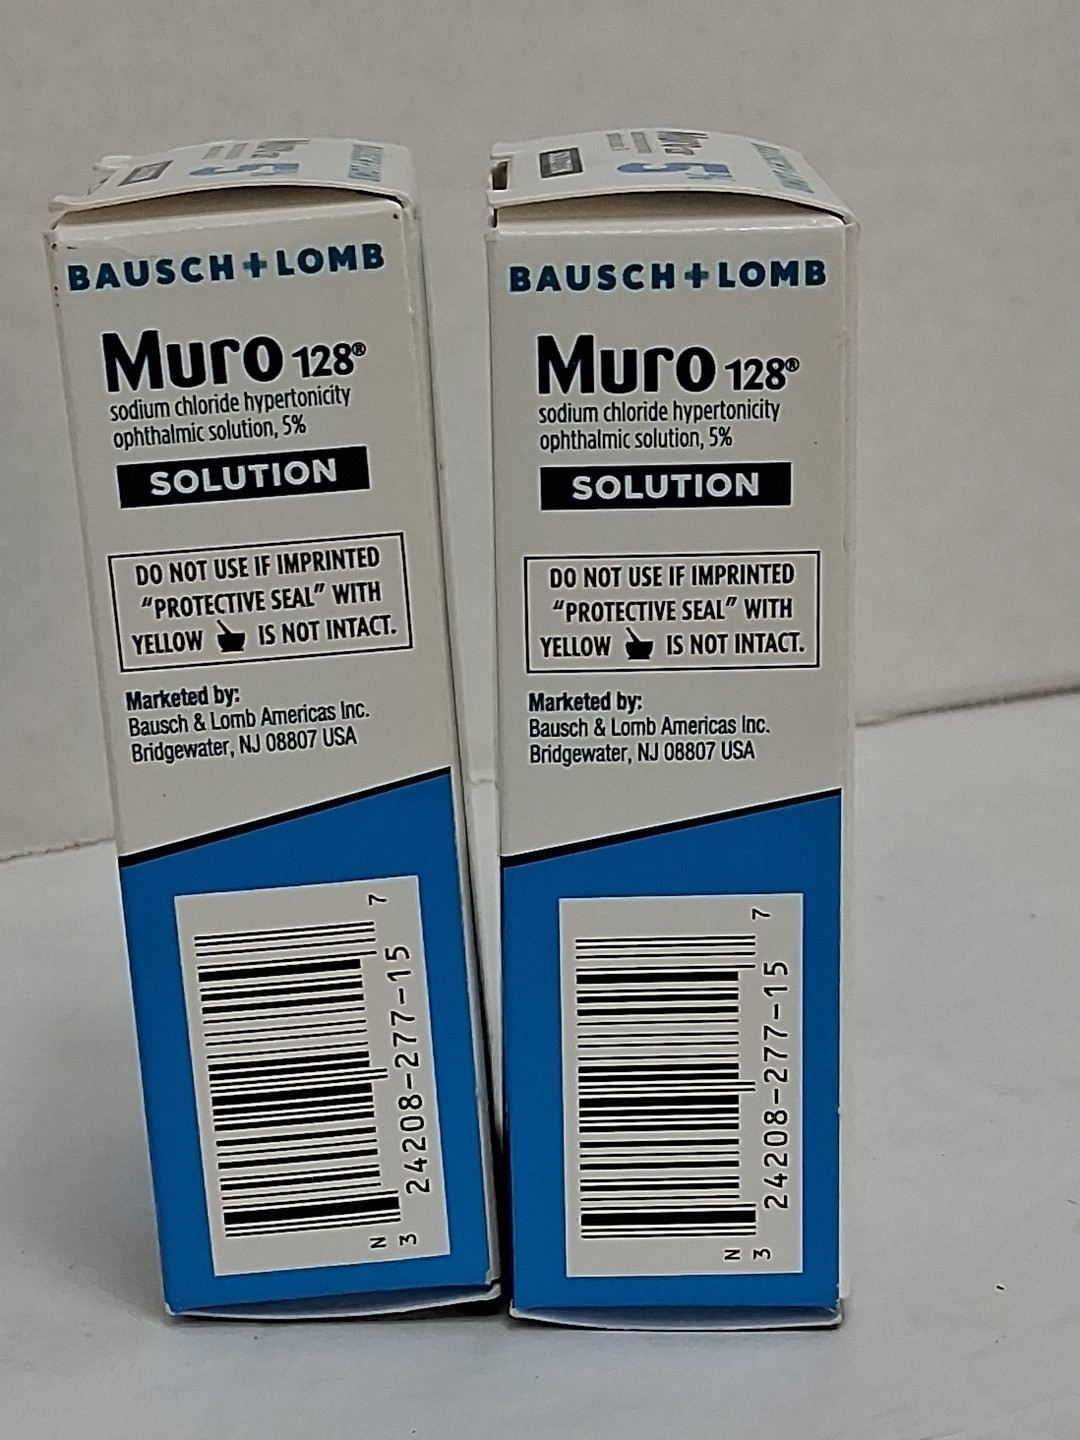 Muro
5%
BAUSCH + LOMB
Muro 128®
sodium chloride hypertonicity
ophthalmic solution, 5%
SOLUTION
DO NOT USE IF IMPRINTED
“PROTECTIVE SEAL” WITH
YELLOW IS NOT INTACT.
Marketed by:
Bausch & Lomb Americas Inc.
Bridgewater, NJ 08807 USA
N
3 24208-277-15 7
Muro
5%
BAUSCH + LOMB
Muro 128®
sodium chloride hypertonicity
ophthalmic solution, 5%
SOLUTION
DO NOT USE IF IMPRINTED
“PROTECTIVE SEAL” WITH
YELLOW IS NOT INTACT.
Marketed by:
Bausch & Lomb Americas Inc.
Bridgewater, NJ 08807 USA
N
3 24208-277-15 7